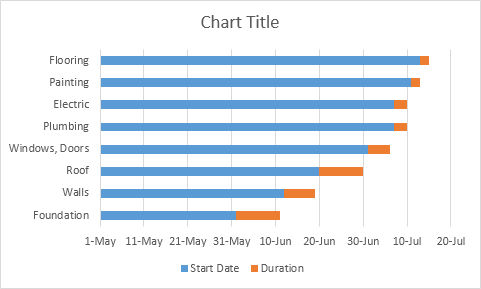 Chart Title
Flooring
Painting
Electric
Plumbing
Windows, Doors
Roof
Walls
Foundation
1-May 11-May 21-May 31-May 10-Jun 20-Jun 30-Jun 10-Jul 20-Jul
Start Date Duration